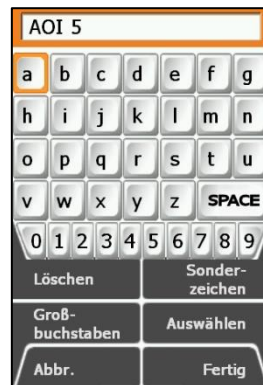 AOI 5
a b c d e f g
h i j k l m n
o p q r s t u
v w x y z SPACE
0 1 2 3 4 5 6 7 8 9
Löschen Sonder-
zeichen
Groß-
buchstaben Auswählen
Abbr. Fertig